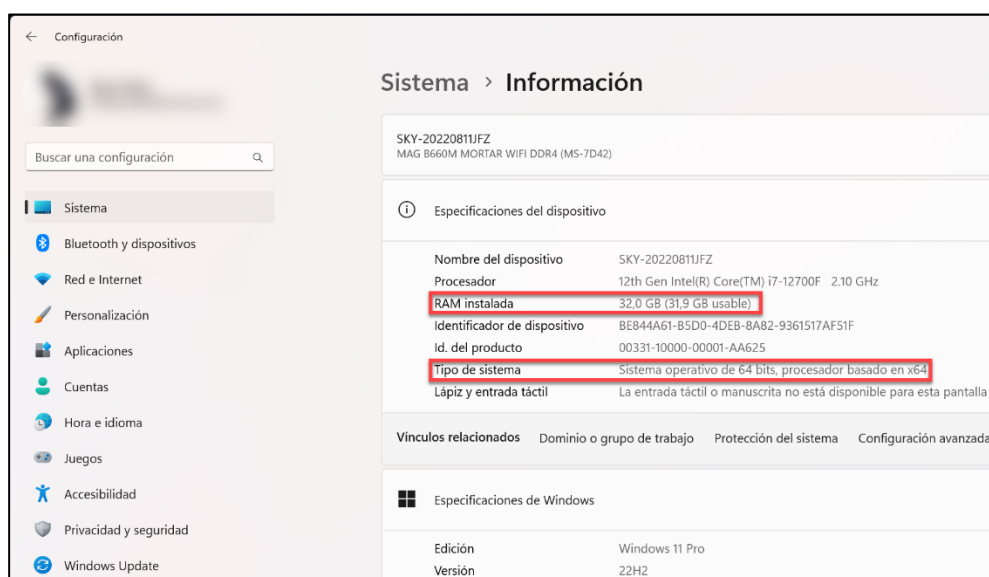 Configuración
Buscar una configuración
Sistema
Bluetooth y dispositivos
Red e Internet
Personalización
Aplicaciones
Cuentas
Hora e idioma
Juegos
Accesibilidad
Privacidad y seguridad
Windows Update
Sistema > Información
SKY-20220811JFZ
MAG B660M MORTAR WIFI DDR4 (MS-7D42)
Especificaciones del dispositivo
Nombre del dispositivo SKY-20220811JFZ
Procesador 12th Gen Intel(R) Core(TM) i7-12700F 2.10 GHz
RAM instalada 32,0 GB (31,9 GB usable)
Identificador de dispositivo BE844A61-B5D0-4DEB-8A82-9361517AF51F
Id. del producto 00331-10000-00001-AA625
Tipo de sistema Sistema operativo de 64 bits, procesador basado en x64
Lápiz y entrada táctil La entrada táctil o manuscrita no está disponible para esta pantalla
Vínculos relacionados Dominio o grupo de trabajo Protección del sistema Configuración avanzada
Especificaciones de Windows
Edición Windows 11 Pro
Versión 22H2